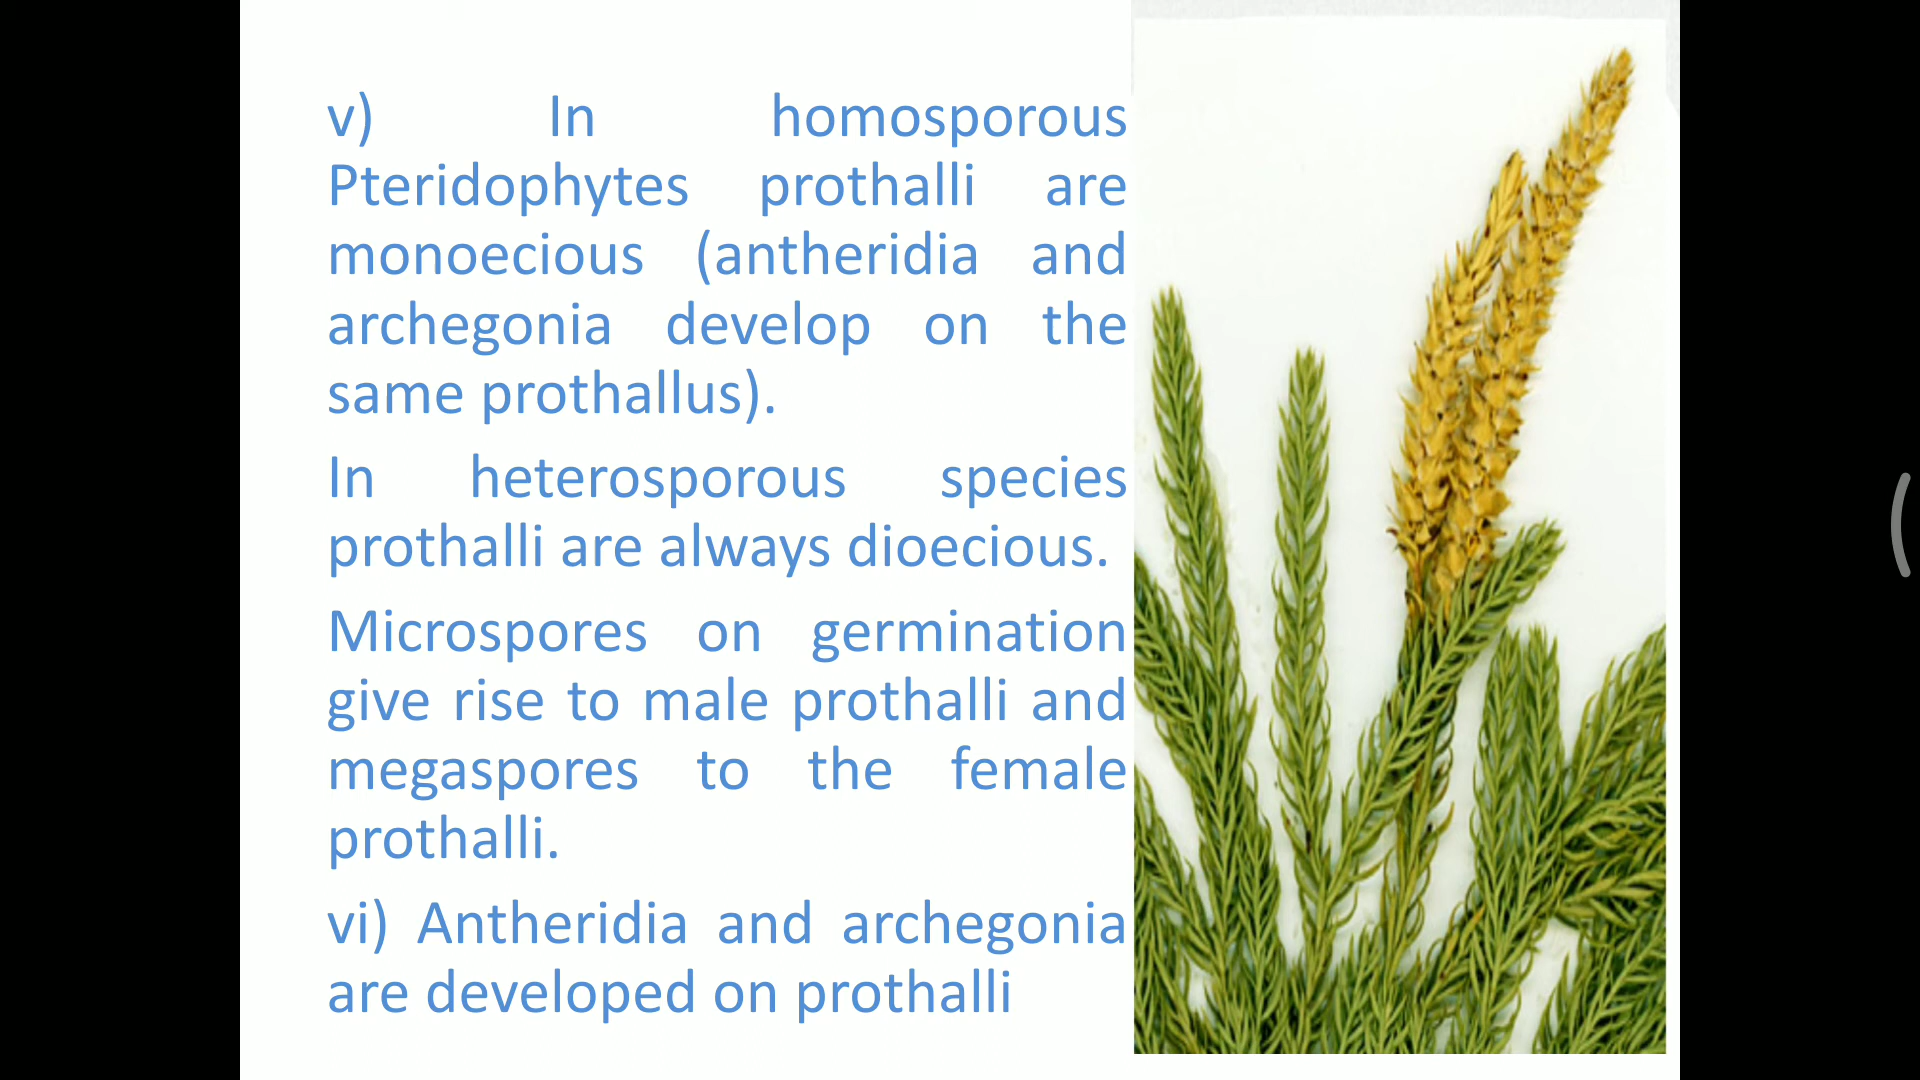 v) In homosporous
Pteridophytes prothalli are
monoecious (antheridia and
archegonia develop on the
same prothallus).
In heterosporous species
prothalli are always dioecious.
Microspores on germination
give rise to male prothalli and
megaspores to the female
prothalli.
vi) Antheridia and archegonia
are developed on prothalli